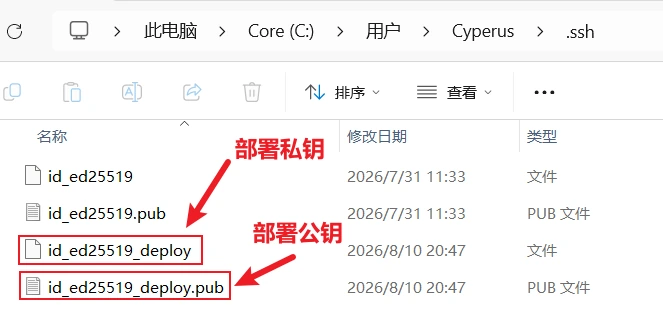 此电脑 > Core (C:) > 用户 > Cyperus > .ssh
排序 查看 ...
名称 修改日期 类型
部署私钥
id_ed25519 2026/7/31 11:33 文件
id_ed25519.pub 2026/7/31 11:33 PUB 文件
部署公钥
id_ed25519_deploy 2026/8/10 20:47 文件
id_ed25519_deploy.pub 2026/8/10 20:47 PUB 文件